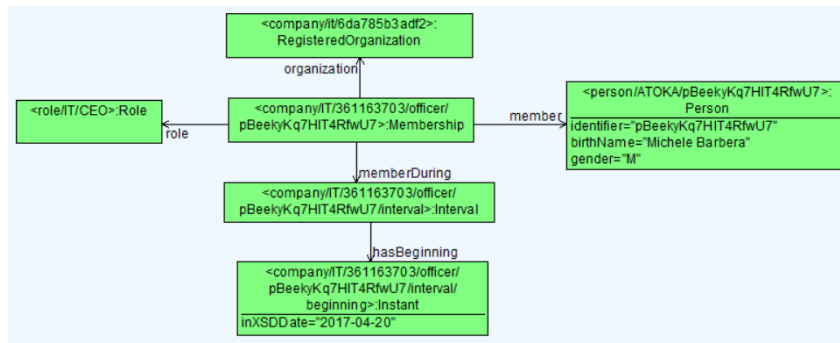 <company/it/6da785b3adf2>:
RegisteredOrganization
organization
<role/IT/CEO>:Role
role
<company/IT/361163703/officer/
pBeekyKq7HIT4RfwU7>:Membership
member
<person/ATOKA/pBeekyKq7HIT4RfwU7>:
Person
identifier="pBeekyKq7HIT4RfwU7"
birthName="Michele Barbera"
gender="M"
memberDuring
<company/IT/361163703/officer/
pBeekyKq7HIT4RfwU7/interval>:Interval
hasBeginning
<company/IT/361163703/officer/
pBeekyKq7HIT4RfwU7/interval/
beginning>:Instant
inXSDDate="2017-04-20"